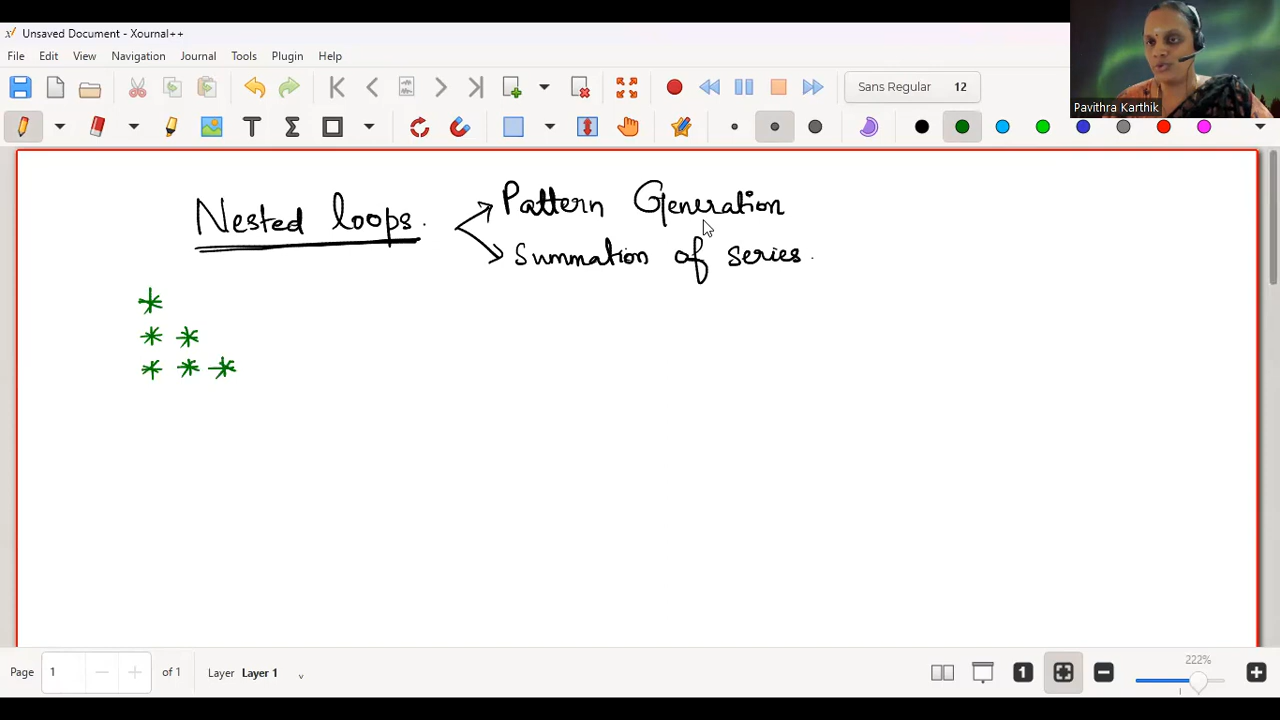 Unsaved Document - Xournal++
File Edit View Navigation Journal Tools Plugin Help
Sans Regular 12
Pavithra Karthik
Nested loops.
Pattern Generation
Summation of series.
*
* *
* * *
Page 1 of 1 Layer Layer 1 1 222%